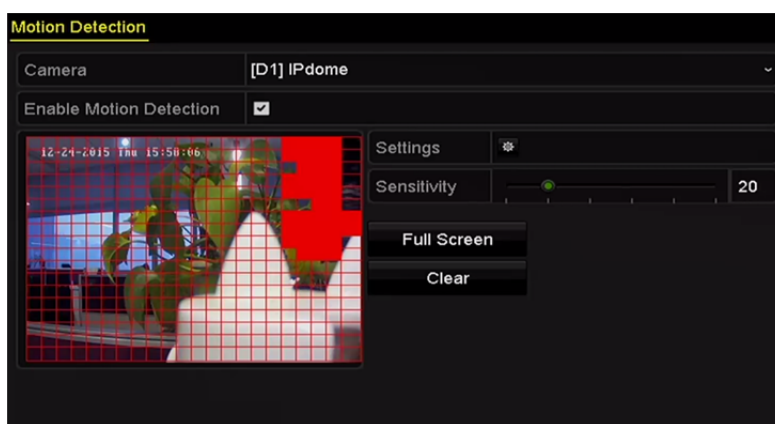 Motion Detection
Camera [D1] IPdome
Enable Motion Detection
12-24-2015 Thu 15:58:06
Settings
Sensitivity 20
Full Screen
Clear